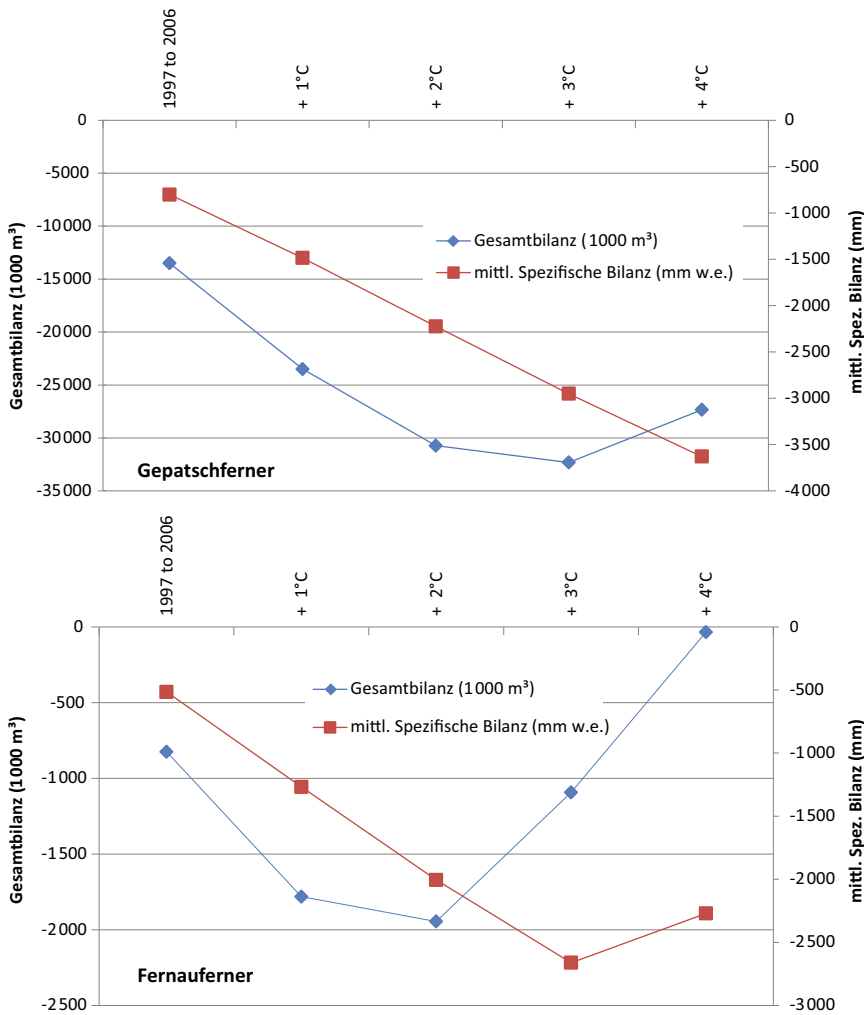 1997 to 2006
+ 1°C
+ 2°C
+ 3°C
+ 4°C
Gesamtbilanz (1000 m³)
0
-5000
-10000
-15000
-20000
-25000
-30000
-35000
Gesamtbilanz (1000 m³)
mittl. Spezifische Bilanz (mm w.e.)
Gepatschferner
0
-500
-1000
-1500
-2000
-2500
-3000
-3500
-4000
mittl. Spez. Bilanz (mm)
1997 to 2006
+ 1°C
+ 2°C
+ 3°C
+ 4°C
Gesamtbilanz (1000 m³)
0
-500
-1000
-1500
-2000
-2500
Gesamtbilanz (1000 m³)
mittl. Spezifische Bilanz (mm w.e.)
Fernauferner
0
-500
-1000
-1500
-2000
-2500
-3000
mittl. Spez. Bilanz (mm)